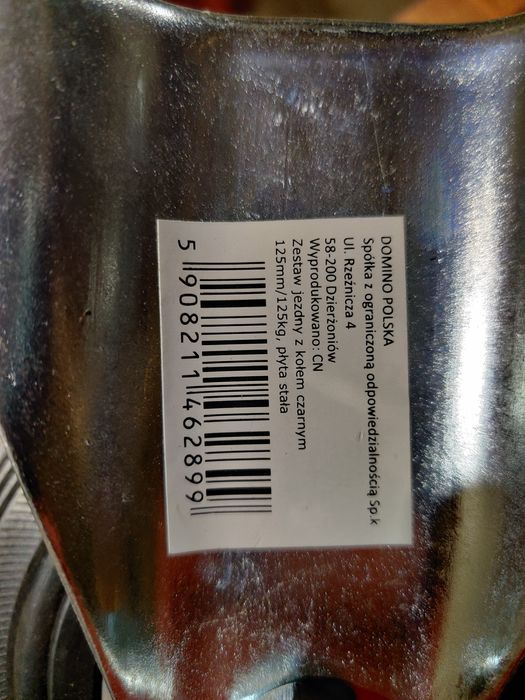 DOMINO POLSKA
Spółka z ograniczoną odpowiedzialnością Sp.k
Ul. Rzeźnicza 4
58-200 Dzierżoniów
Wyprodukowano: CN
Zestaw jezdny z kołem czarnym
125mm/125kg, płyta stała
5 908211 462899